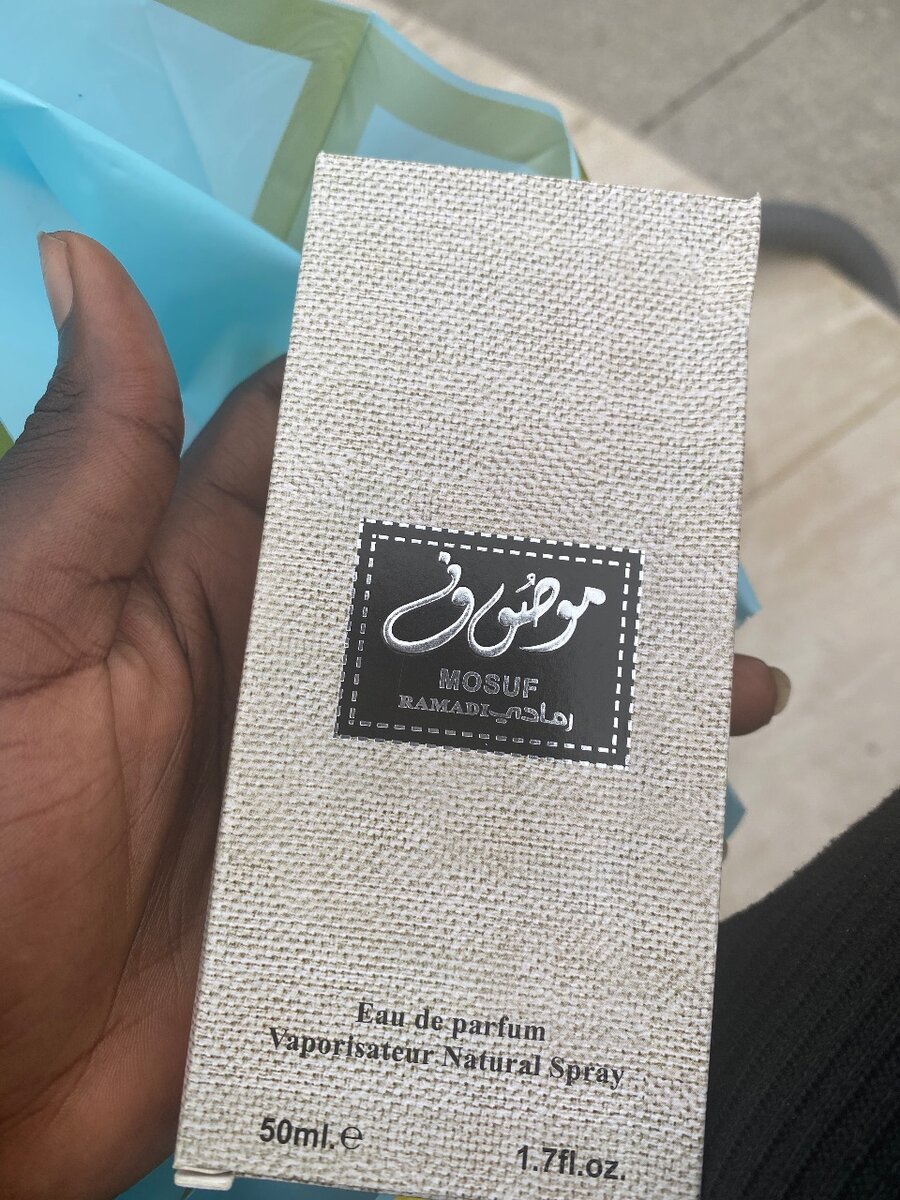 موصوف
MOSUF
RAMADI رمادي
Eau de parfum
Vaporisateur Natural Spray
50ml.℮
1.7fl.oz.